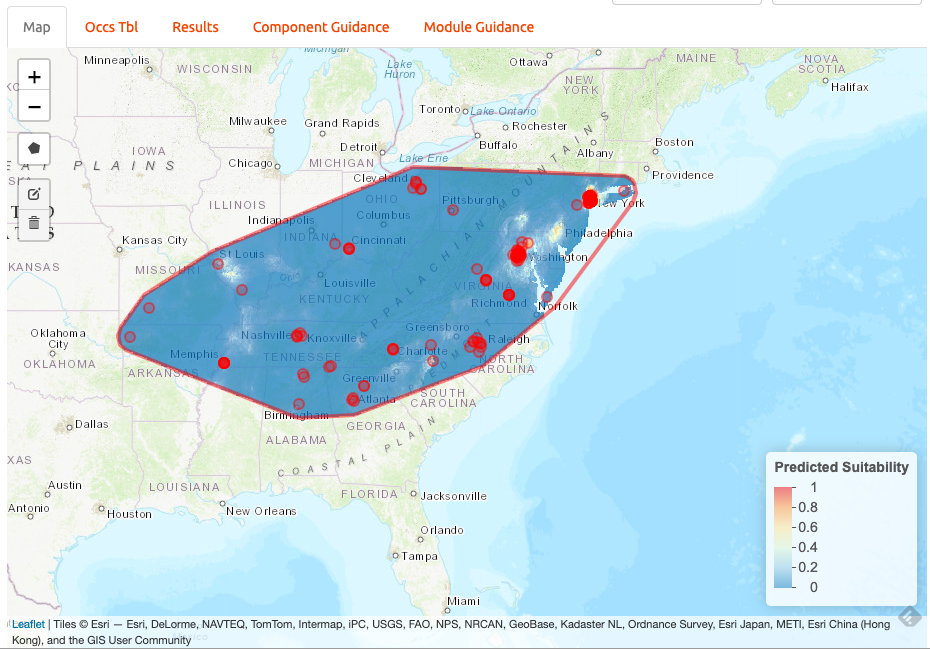 Map
Occs Tbl
Results
Component Guidance
Module Guidance
Minneapolis
WISCONSIN
Michigan
Lake
Huron
Ottawa
MAINE
NOVA
SCOTIA
Halifax
NEW
YORK
Toronto
Lake Ontario
Milwaukee
Grand Rapids
Rochester
IOWA
Detroit
Buffalo
Albany
Boston
PLAINS
Chicago
MICHIGAN
Lake Erie
Providence
Cleveland
OHIO
Pittsburgh
New York
ILLINOIS
Indianapolis
Columbus
APPALACHIAN MOUNTAINS
Kansas City
INDIANA
Cincinnati
Philadelphia
KANSAS
MISSOURI
St Louis
Washington
Louisville
VIRGINIA
KENTUCKY
Richmond
Norfolk
Oklahoma
City
Nashville
Knoxville
Greensboro
Raleigh
OKLAHOMA
Memphis
TENNESSEE
Charlotte
NORTH
CAROLINA
ARKANSAS
Greenville
PIEDMONT
SOUTH
CAROLINA
Atlanta
Birmingham
Dallas
GEORGIA
ALABAMA
COASTAL PLAIN
Austin
LOUISIANA
FLORIDA
Jacksonville
Antonio
Houston
New Orleans
Orlando
Tampa
Miami
Predicted Suitability
1
0.8
0.6
0.4
0.2
0
Leaflet | Tiles © Esri — Esri, DeLorme, NAVTEQ, TomTom, Intermap, iPC, USGS, FAO, NPS, NRCAN, GeoBase, Kadaster NL, Ordnance Survey, Esri Japan, METI, Esri China (Hong
Kong), and the GIS User Community